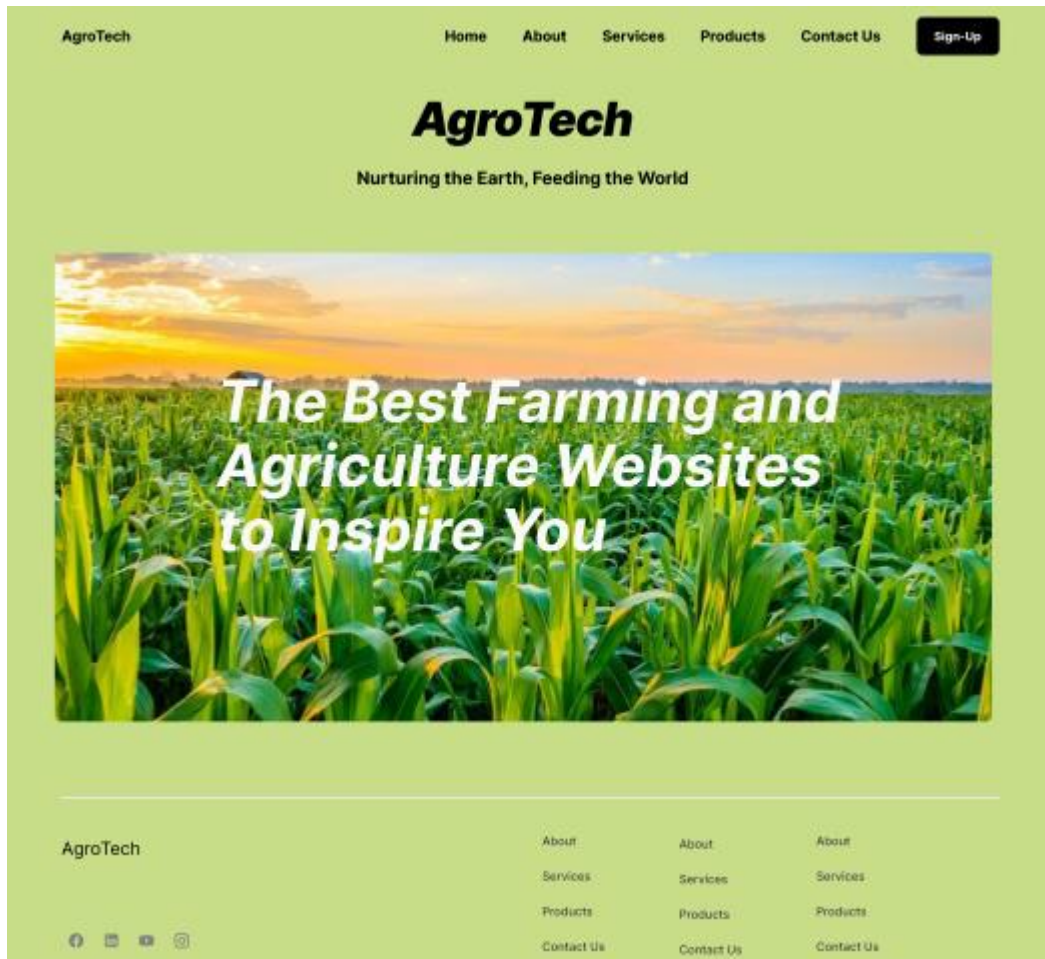 AgroTech
Home About Services Products Contact Us Sign-Up
AgroTech
Nurturing the Earth, Feeding the World
The Best Farming and
Agriculture Websites
to Inspire You
AgroTech
About About About
Services Services Services
Products Products Products
Contact Us Contact Us Contact Us